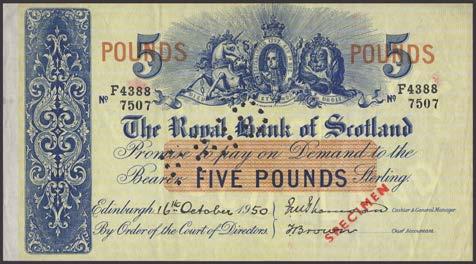 5 POUNDS POUNDS 5
F4388 F4388
No 7507 No 7507
The Royal Bank of Scotland
Promise to pay on Demand to the
Bearer FIVE POUNDS Sterling.
Edinburgh 16th October 1950 Cashier & General Manager
SPECIMEN
By Order of the Court of Directors. Brown Chief Accountant.